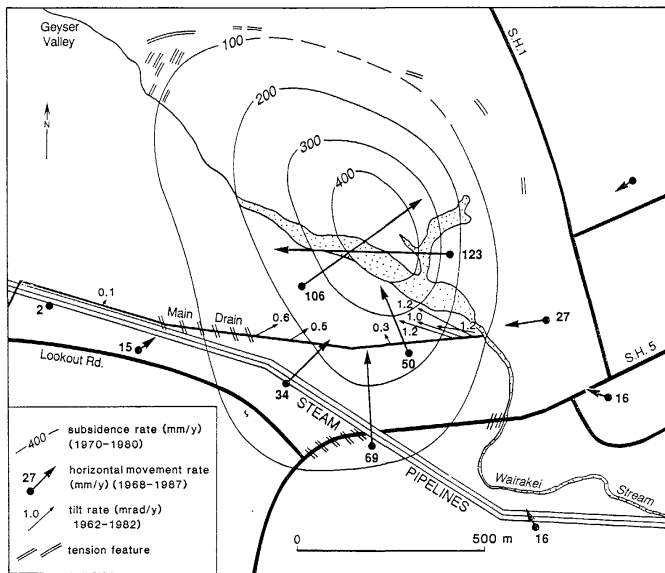 Geyser
Valley
N
100
200
300
400
S.H.1
123
106
0.1
2
Main
Drain
0.6
0.5
0.3
1.2
1.0
1.2
1.2
27
15
Lookout Rd.
34
50
S.H. 5
16
STEAM
PIPELINES
69
Wairakei
Stream
16
400 subsidence rate (mm/y)
(1970-1980)
27 horizontal movement rate
(mm/y) (1968-1987)
1.0 tilt rate (mrad/y)
1962-1982
tension feature
0 500 m